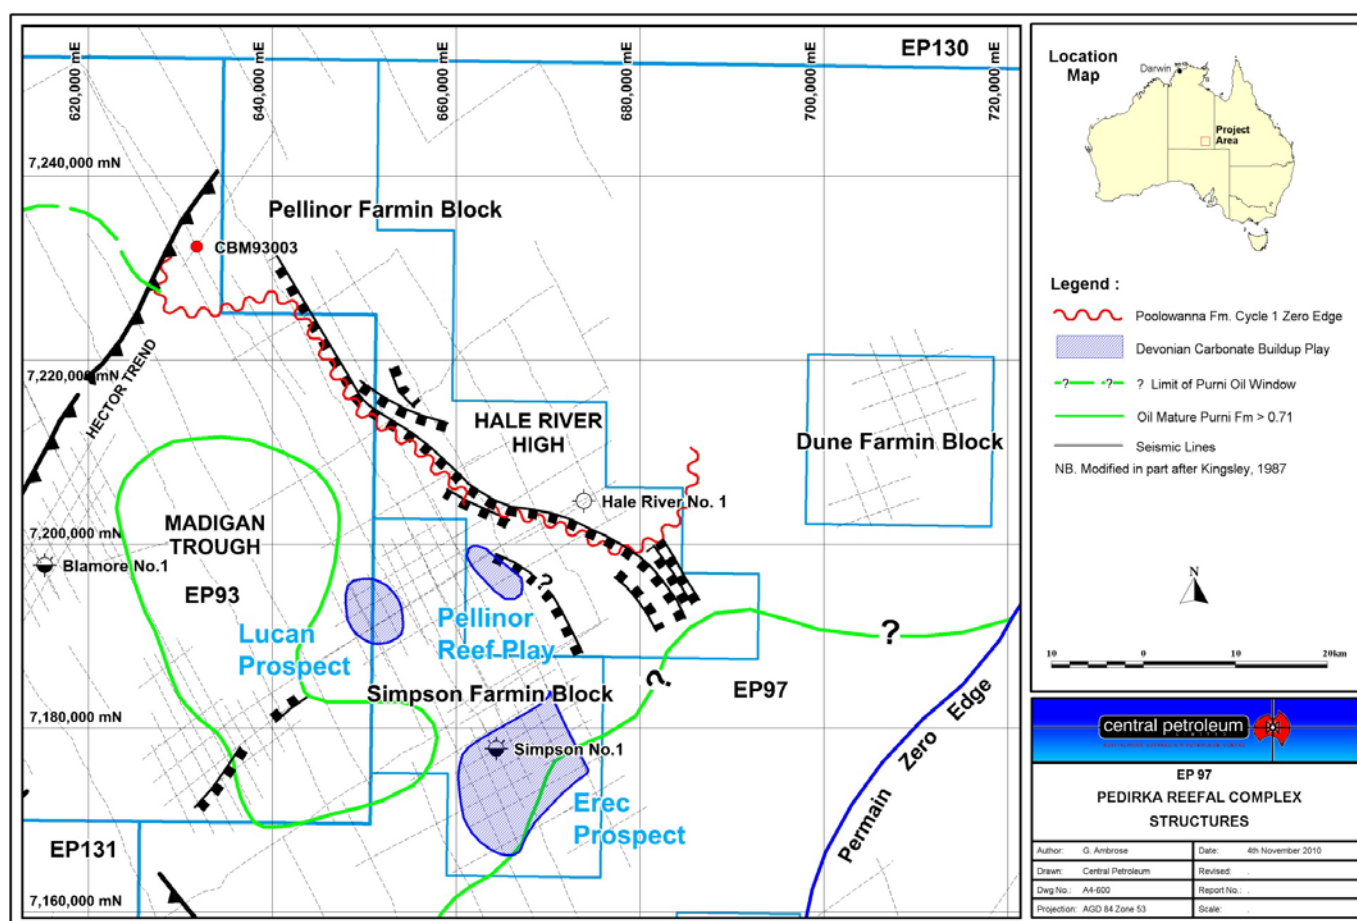 EP130
620,000 mE
640,000 mE
660,000 mE
680,000 mE
700,000 mE
720,000 mE
7,240,000 mN
Pellinor Farmin Block
CBM93003
7,220,000 mN
HECTOR TREND
HALE RIVER
HIGH
Dune Farmin Block
Hale River No. 1
MADIGAN
TROUGH
7,200,000 mN
Blamore No.1
EP93
?
Lucan
Prospect
Pellinor
Reef Play
?
?
Simpson Farmin Block
EP97
7,180,000 mN
Simpson No.1
Erec
Prospect
Permain Zero Edge
EP131
7,160,000 mN
Location
Map
Darwin
Project
Area
Legend :
Poolowanna Fm. Cycle 1 Zero Edge
Devonian Carbonate Buildup Play
-?- -?- ? Limit of Purni Oil Window
Oil Mature Purni Fm > 0.71
Seismic Lines
NB. Modified in part after Kingsley, 1987
N
10 0 10 20km
central petroleum
EP 97
PEDIRKA REEFAL COMPLEX
STRUCTURES
Author: G. Ambrose Date: 4th November 2010
Drawn: Central Petroleum Revised: .
Dwg No.: A4-600 Report No.: .
Projection: AGD 84 Zone 53 Scale: .